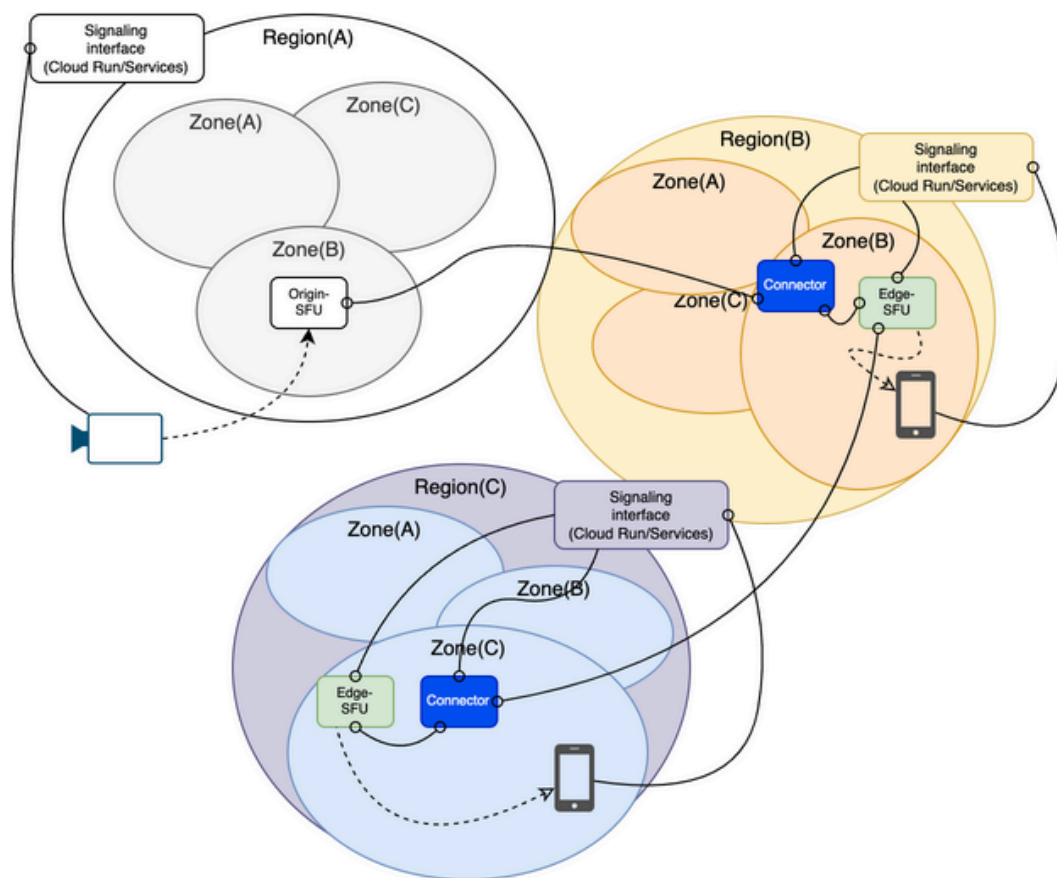 Signaling
interface
(Cloud Run/Services)
Region(A)
Zone(A)
Zone(C)
Zone(B)
Origin-
SFU
Region(B)
Signaling
interface
(Cloud Run/Services)
Zone(A)
Zone(B)
Zone(C)
Connector
Edge-
SFU
Region(C)
Signaling
interface
(Cloud Run/Services)
Zone(A)
Zone(B)
Zone(C)
Edge-
SFU
Connector